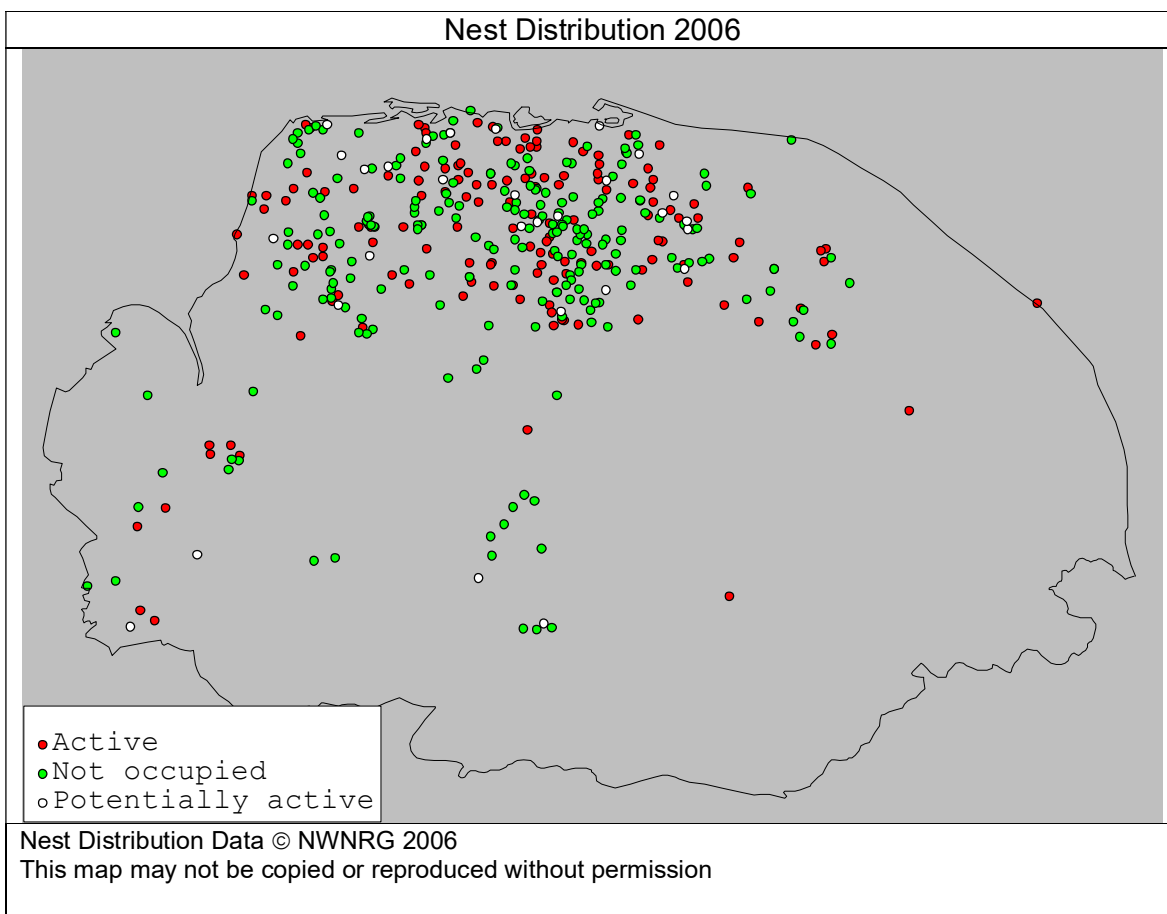 Nest Distribution 2006
Active
Not occupied
Potentially active
Nest Distribution Data © NWNRG 2006
This map may not be copied or reproduced without permission